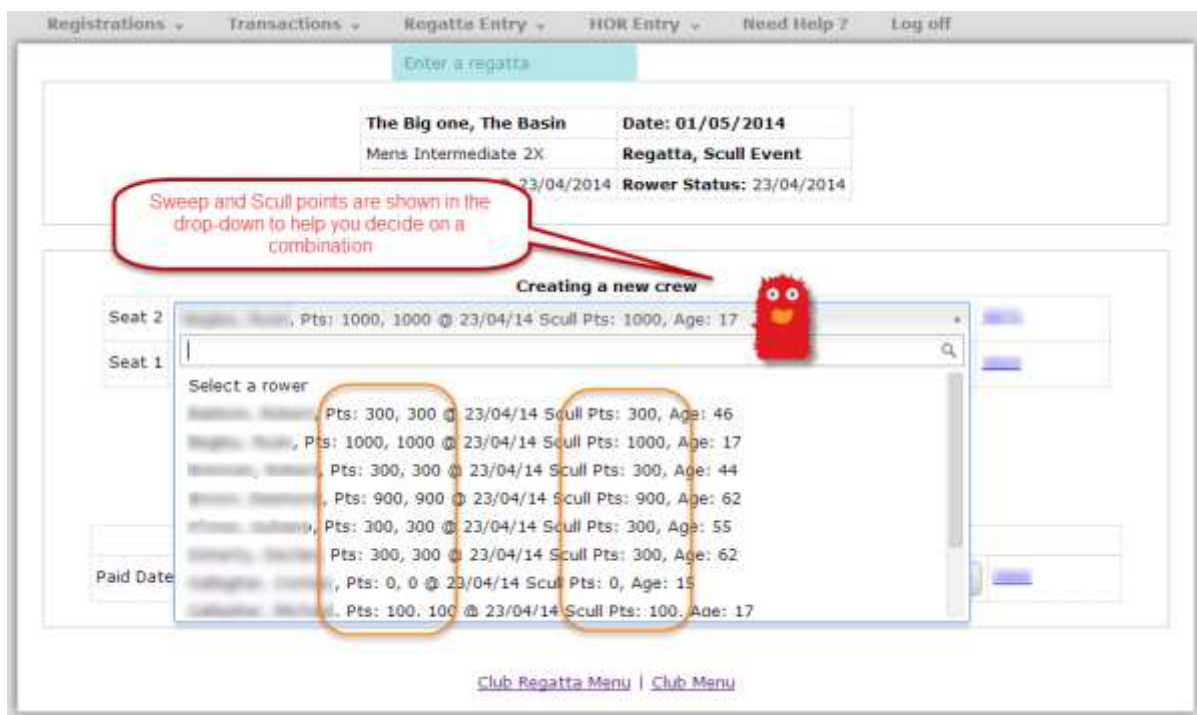 Registrations Transactions Regatta Entry HOR Entry Need Help ? Log off
Enter a regatta
The Big one, The Basin Date: 01/05/2014
Mens Intermediate 2X Regatta, Scull Event
23/04/2014 Rower Status: 23/04/2014
Sweep and Scull points are shown in the
drop-down to help you decide on a
combination
Creating a new crew
Seat 2 , Pts: 1000, 1000 @ 23/04/14 Scull Pts: 1000, Age: 17
Seat 1
Select a rower
, Pts: 300, 300 @ 23/04/14 Scull Pts: 300, Age: 46
, Pts: 1000, 1000 @ 23/04/14 Scull Pts: 1000, Age: 17
, Pts: 300, 300 @ 23/04/14 Scull Pts: 300, Age: 44
, Pts: 900, 900 @ 23/04/14 Scull Pts: 900, Age: 62
, Pts: 300, 300 @ 23/04/14 Scull Pts: 300, Age: 55
Pts: 300, 300 @ 23/04/14 Scull Pts: 300, Age: 62
Paid Date , Pts: 0, 0 @ 23/04/14 Scull Pts: 0, Age: 15
, Pts: 100, 100 @ 23/04/14 Scull Pts: 100, Age: 17
Club Regatta Menu | Club Menu